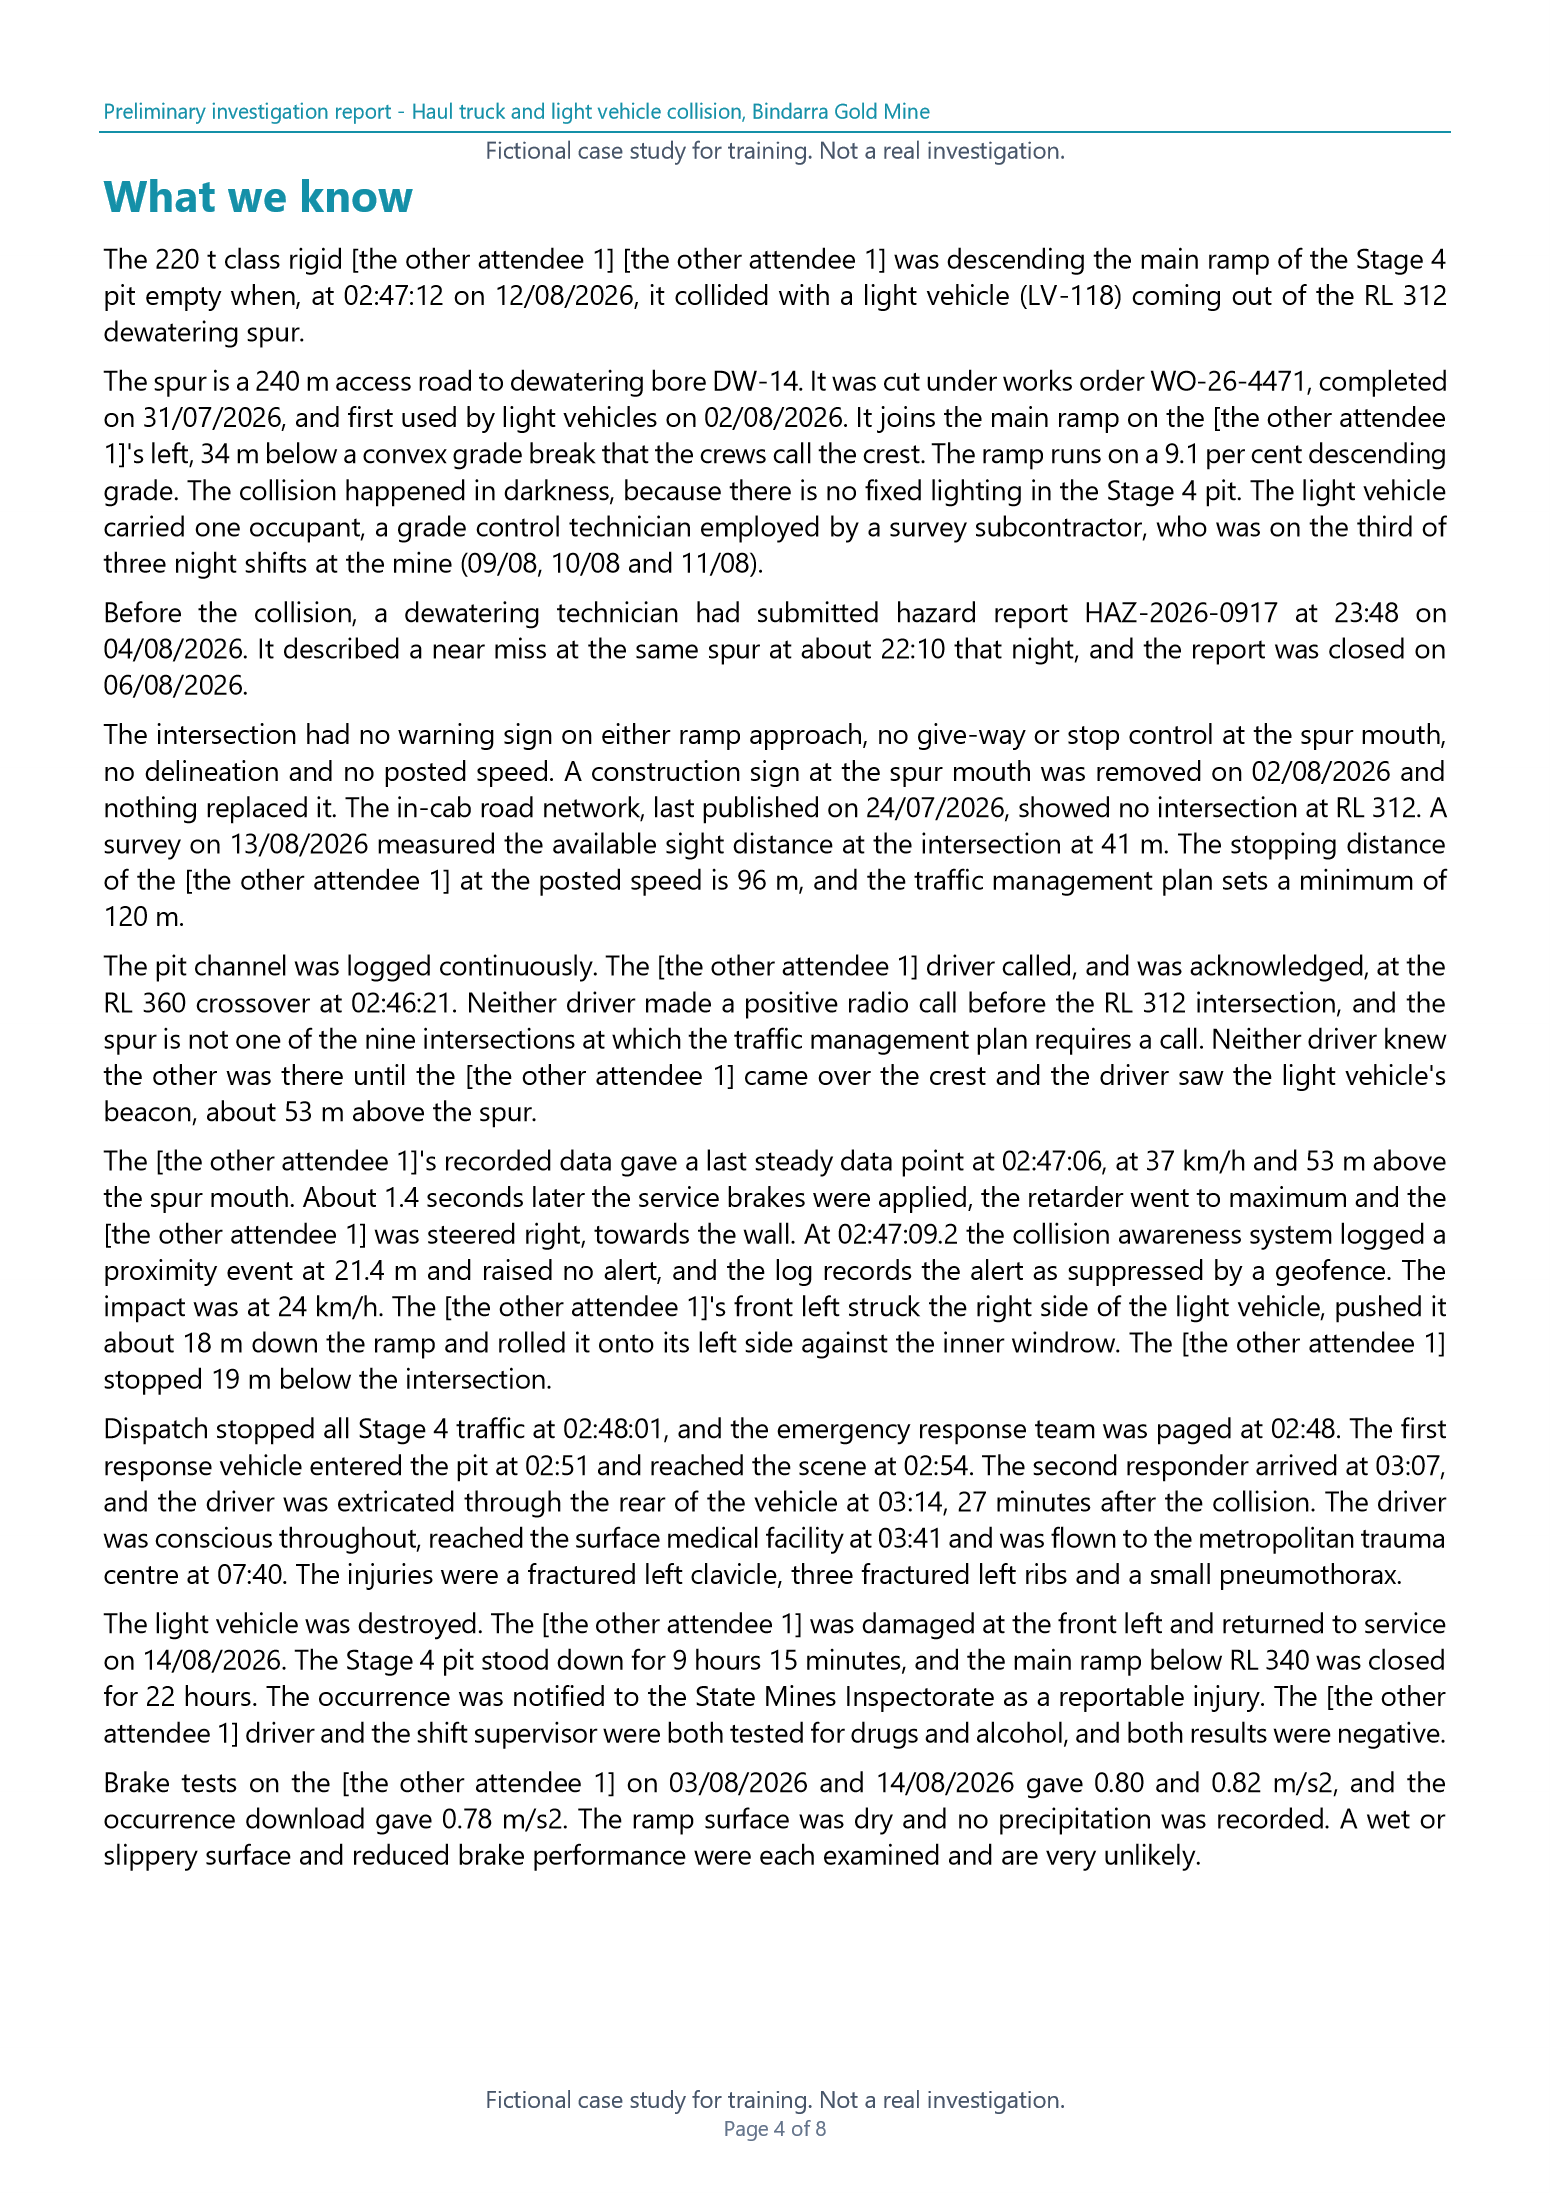 Preliminary investigation report - Haul truck and light vehicle collision, Bindarra Gold Mine
Fictional case study for training. Not a real investigation.
What we know
The 220 t class rigid [the other attendee 1] [the other attendee 1] was descending the main ramp of the Stage 4
pit empty when, at 02:47:12 on 12/08/2026, it collided with a light vehicle (LV-118) coming out of the RL 312
dewatering spur.
The spur is a 240 m access road to dewatering bore DW-14. It was cut under works order WO-26-4471, completed
on 31/07/2026, and first used by light vehicles on 02/08/2026. It joins the main ramp on the [the other attendee
1]'s left, 34 m below a convex grade break that the crews call the crest. The ramp runs on a 9.1 per cent descending
grade. The collision happened in darkness, because there is no fixed lighting in the Stage 4 pit. The light vehicle
carried one occupant, a grade control technician employed by a survey subcontractor, who was on the third of
three night shifts at the mine (09/08, 10/08 and 11/08).
Before the collision, a dewatering technician had submitted hazard report HAZ-2026-0917 at 23:48 on
04/08/2026. It described a near miss at the same spur at about 22:10 that night, and the report was closed on
06/08/2026.
The intersection had no warning sign on either ramp approach, no give-way or stop control at the spur mouth,
no delineation and no posted speed. A construction sign at the spur mouth was removed on 02/08/2026 and
nothing replaced it. The in-cab road network, last published on 24/07/2026, showed no intersection at RL 312. A
survey on 13/08/2026 measured the available sight distance at the intersection at 41 m. The stopping distance
of the [the other attendee 1] at the posted speed is 96 m, and the traffic management plan sets a minimum of
120 m.
The pit channel was logged continuously. The [the other attendee 1] driver called, and was acknowledged, at the
RL 360 crossover at 02:46:21. Neither driver made a positive radio call before the RL 312 intersection, and the
spur is not one of the nine intersections at which the traffic management plan requires a call. Neither driver knew
the other was there until the [the other attendee 1] came over the crest and the driver saw the light vehicle's
beacon, about 53 m above the spur.
The [the other attendee 1]'s recorded data gave a last steady data point at 02:47:06, at 37 km/h and 53 m above
the spur mouth. About 1.4 seconds later the service brakes were applied, the retarder went to maximum and the
[the other attendee 1] was steered right, towards the wall. At 02:47:09.2 the collision awareness system logged a
proximity event at 21.4 m and raised no alert, and the log records the alert as suppressed by a geofence. The
impact was at 24 km/h. The [the other attendee 1]'s front left struck the right side of the light vehicle, pushed it
about 18 m down the ramp and rolled it onto its left side against the inner windrow. The [the other attendee 1]
stopped 19 m below the intersection.
Dispatch stopped all Stage 4 traffic at 02:48:01, and the emergency response team was paged at 02:48. The first
response vehicle entered the pit at 02:51 and reached the scene at 02:54. The second responder arrived at 03:07,
and the driver was extricated through the rear of the vehicle at 03:14, 27 minutes after the collision. The driver
was conscious throughout, reached the surface medical facility at 03:41 and was flown to the metropolitan trauma
centre at 07:40. The injuries were a fractured left clavicle, three fractured left ribs and a small pneumothorax.
The light vehicle was destroyed. The [the other attendee 1] was damaged at the front left and returned to service
on 14/08/2026. The Stage 4 pit stood down for 9 hours 15 minutes, and the main ramp below RL 340 was closed
for 22 hours. The occurrence was notified to the State Mines Inspectorate as a reportable injury. The [the other
attendee 1] driver and the shift supervisor were both tested for drugs and alcohol, and both results were negative.
Brake tests on the [the other attendee 1] on 03/08/2026 and 14/08/2026 gave 0.80 and 0.82 m/s2, and the
occurrence download gave 0.78 m/s2. The ramp surface was dry and no precipitation was recorded. A wet or
slippery surface and reduced brake performance were each examined and are very unlikely.
Fictional case study for training. Not a real investigation.
Page 4 of 8